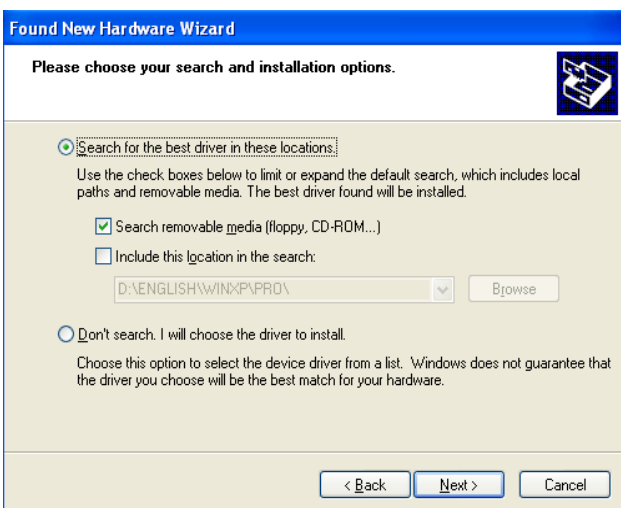 Found New Hardware Wizard
Please choose your search and installation options.
Search for the best driver in these locations.
Use the check boxes below to limit or expand the default search, which includes local
paths and removable media. The best driver found will be installed.
Search removable media (floppy, CD-ROM...)
Include this location in the search:
D:\ENGLISH\WINXP\PRO\
Browse
Don't search. I will choose the driver to install.
Choose this option to select the device driver from a list. Windows does not guarantee that
the driver you choose will be the best match for your hardware.
< Back
Next >
Cancel